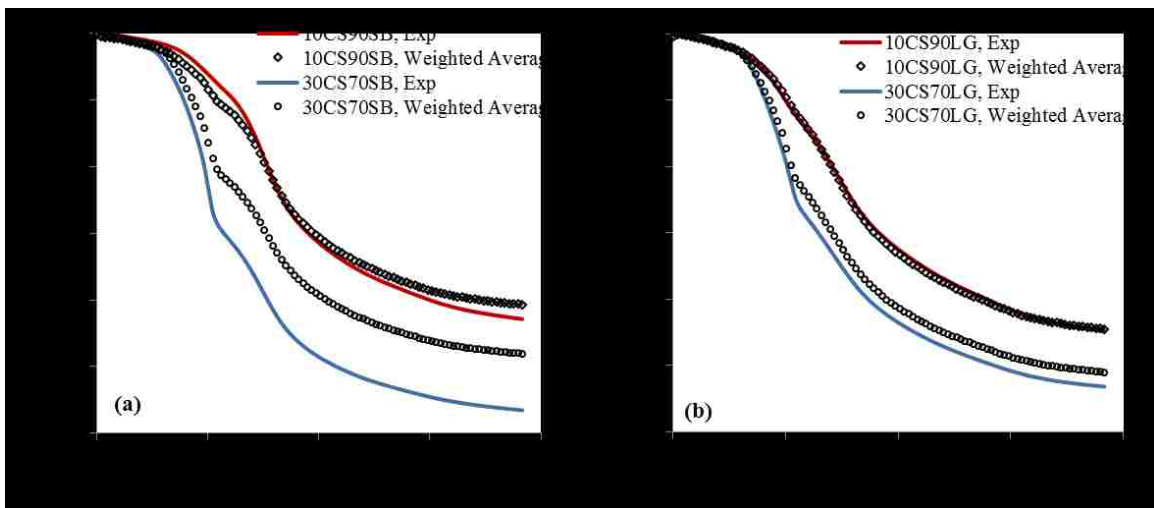 10CS90SB, Exp
10CS90SB, Weighted Averag
30CS70SB, Exp
30CS70SB, Weighted Averag
(a)
10CS90LG, Exp
10CS90LG, Weighted Averag
30CS70LG, Exp
30CS70LG, Weighted Averag
(b)